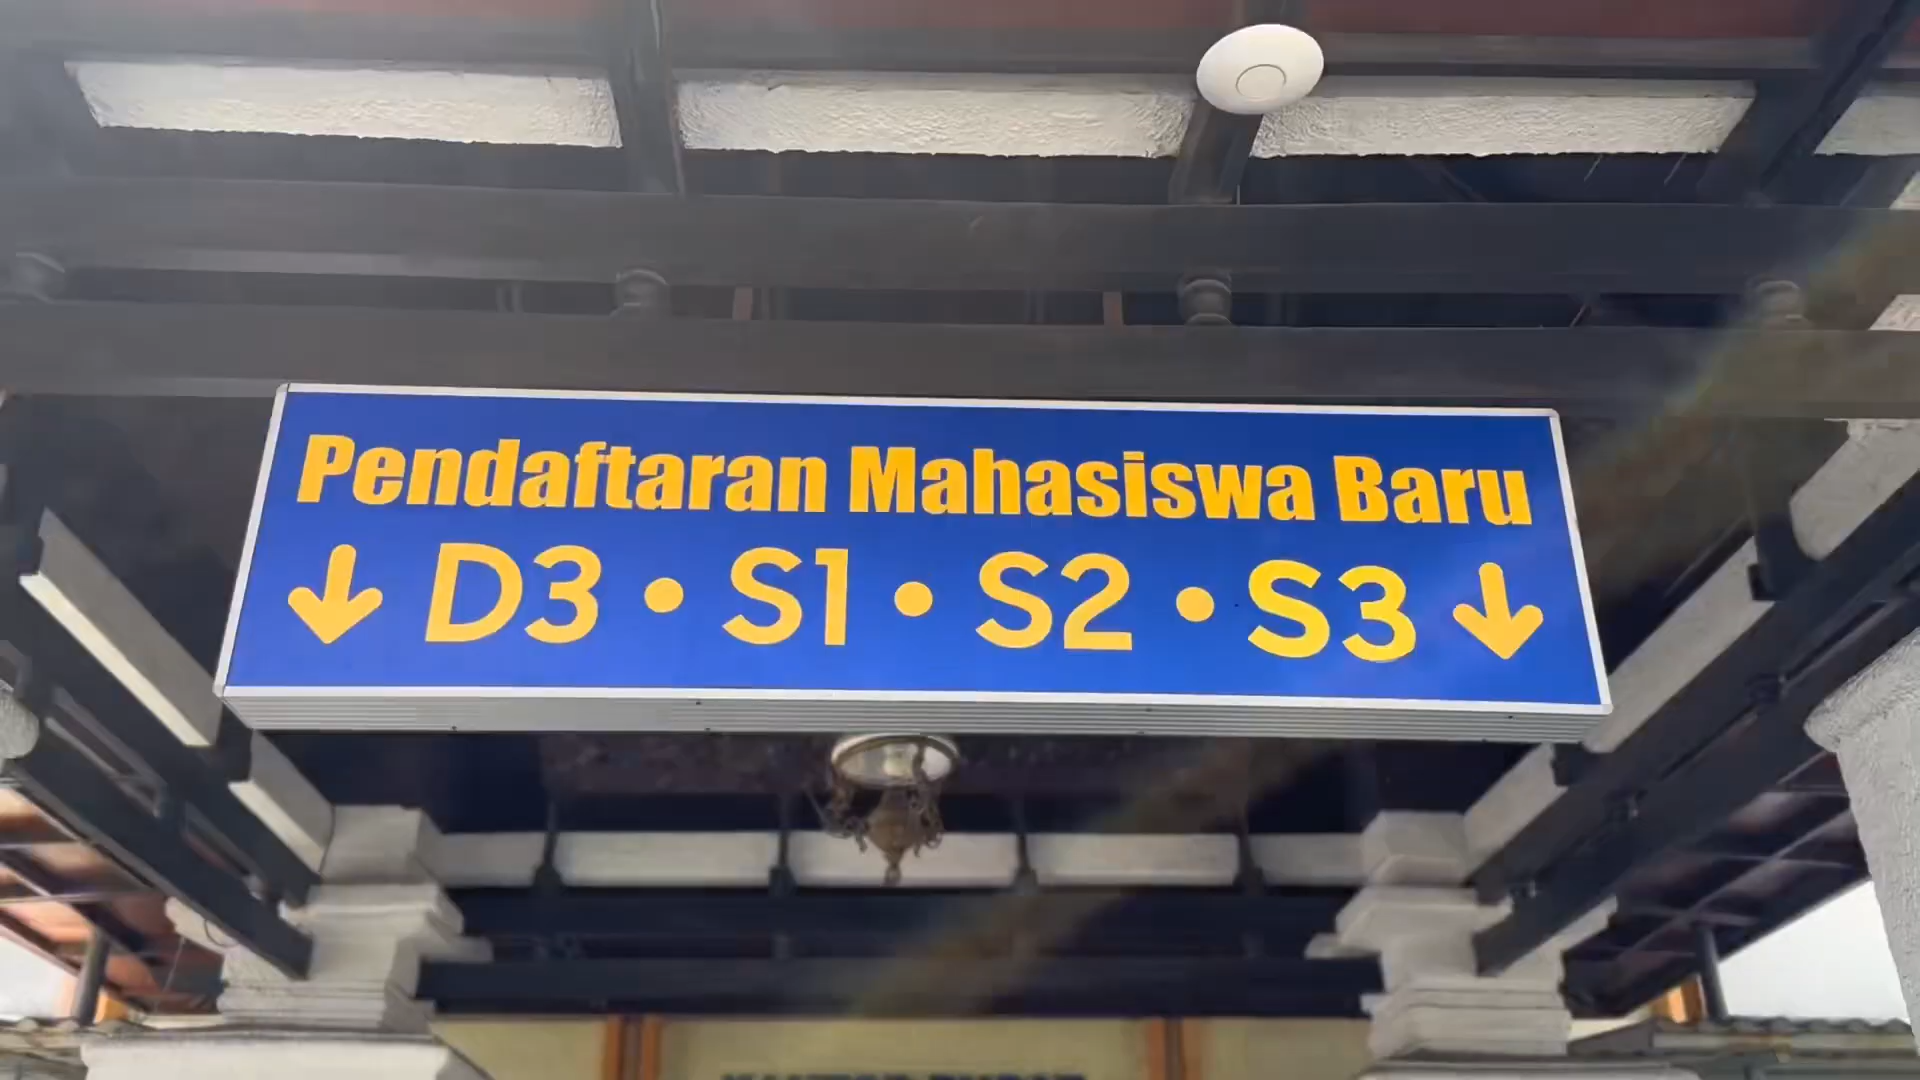 Pendaftaran Mahasiswa Baru
↓ D3 • S1 • S2 • S3 ↓